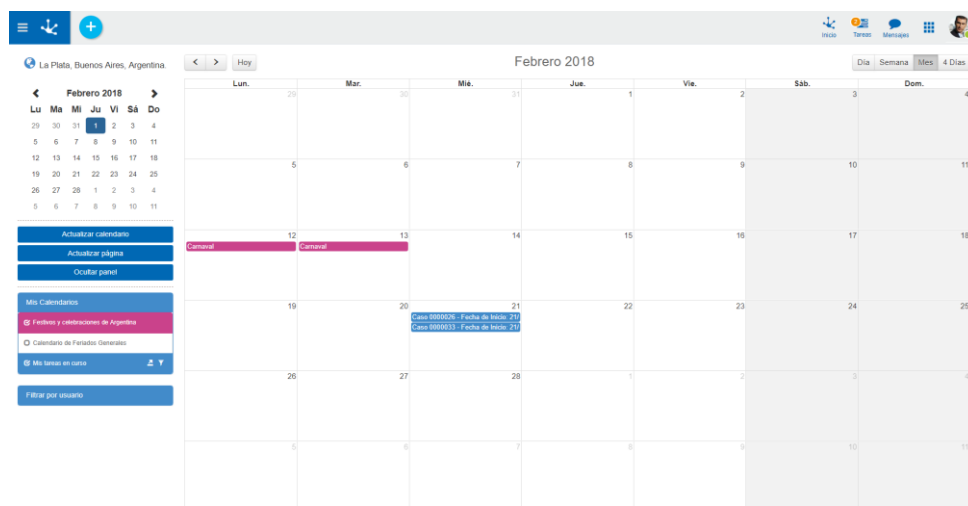 Inicio
2
Tareas
Mensajes
La Plata, Buenos Aires, Argentina.
Hoy
Febrero 2018
Día Semana Mes 4 Días
Febrero 2018
Lu Ma Mi Ju Vi Sá Do
29 30 31 1 2 3 4
5 6 7 8 9 10 11
12 13 14 15 16 17 18
19 20 21 22 23 24 25
26 27 28 1 2 3 4
5 6 7 8 9 10 11
Actualizar calendario
Actualizar página
Ocultar panel
Mis Calendarios
Festivos y celebraciones de Argentina
Calendario de Feriados Generales
Mis tareas en curso
Filtrar por usuario
Lun. Mar. Mié. Jue. Vie. Sáb. Dom.
29 30 31 1 2 3 4
5 6 7 8 9 10 11
12 13 14 15 16 17 18
Carnaval Carnaval
19 20 21 22 23 24 25
Caso 0000026 - Fecha de Inicio: 21/
Caso 0000033 - Fecha de Inicio: 21/
26 27 28 1 2 3 4
5 6 7 8 9 10 11